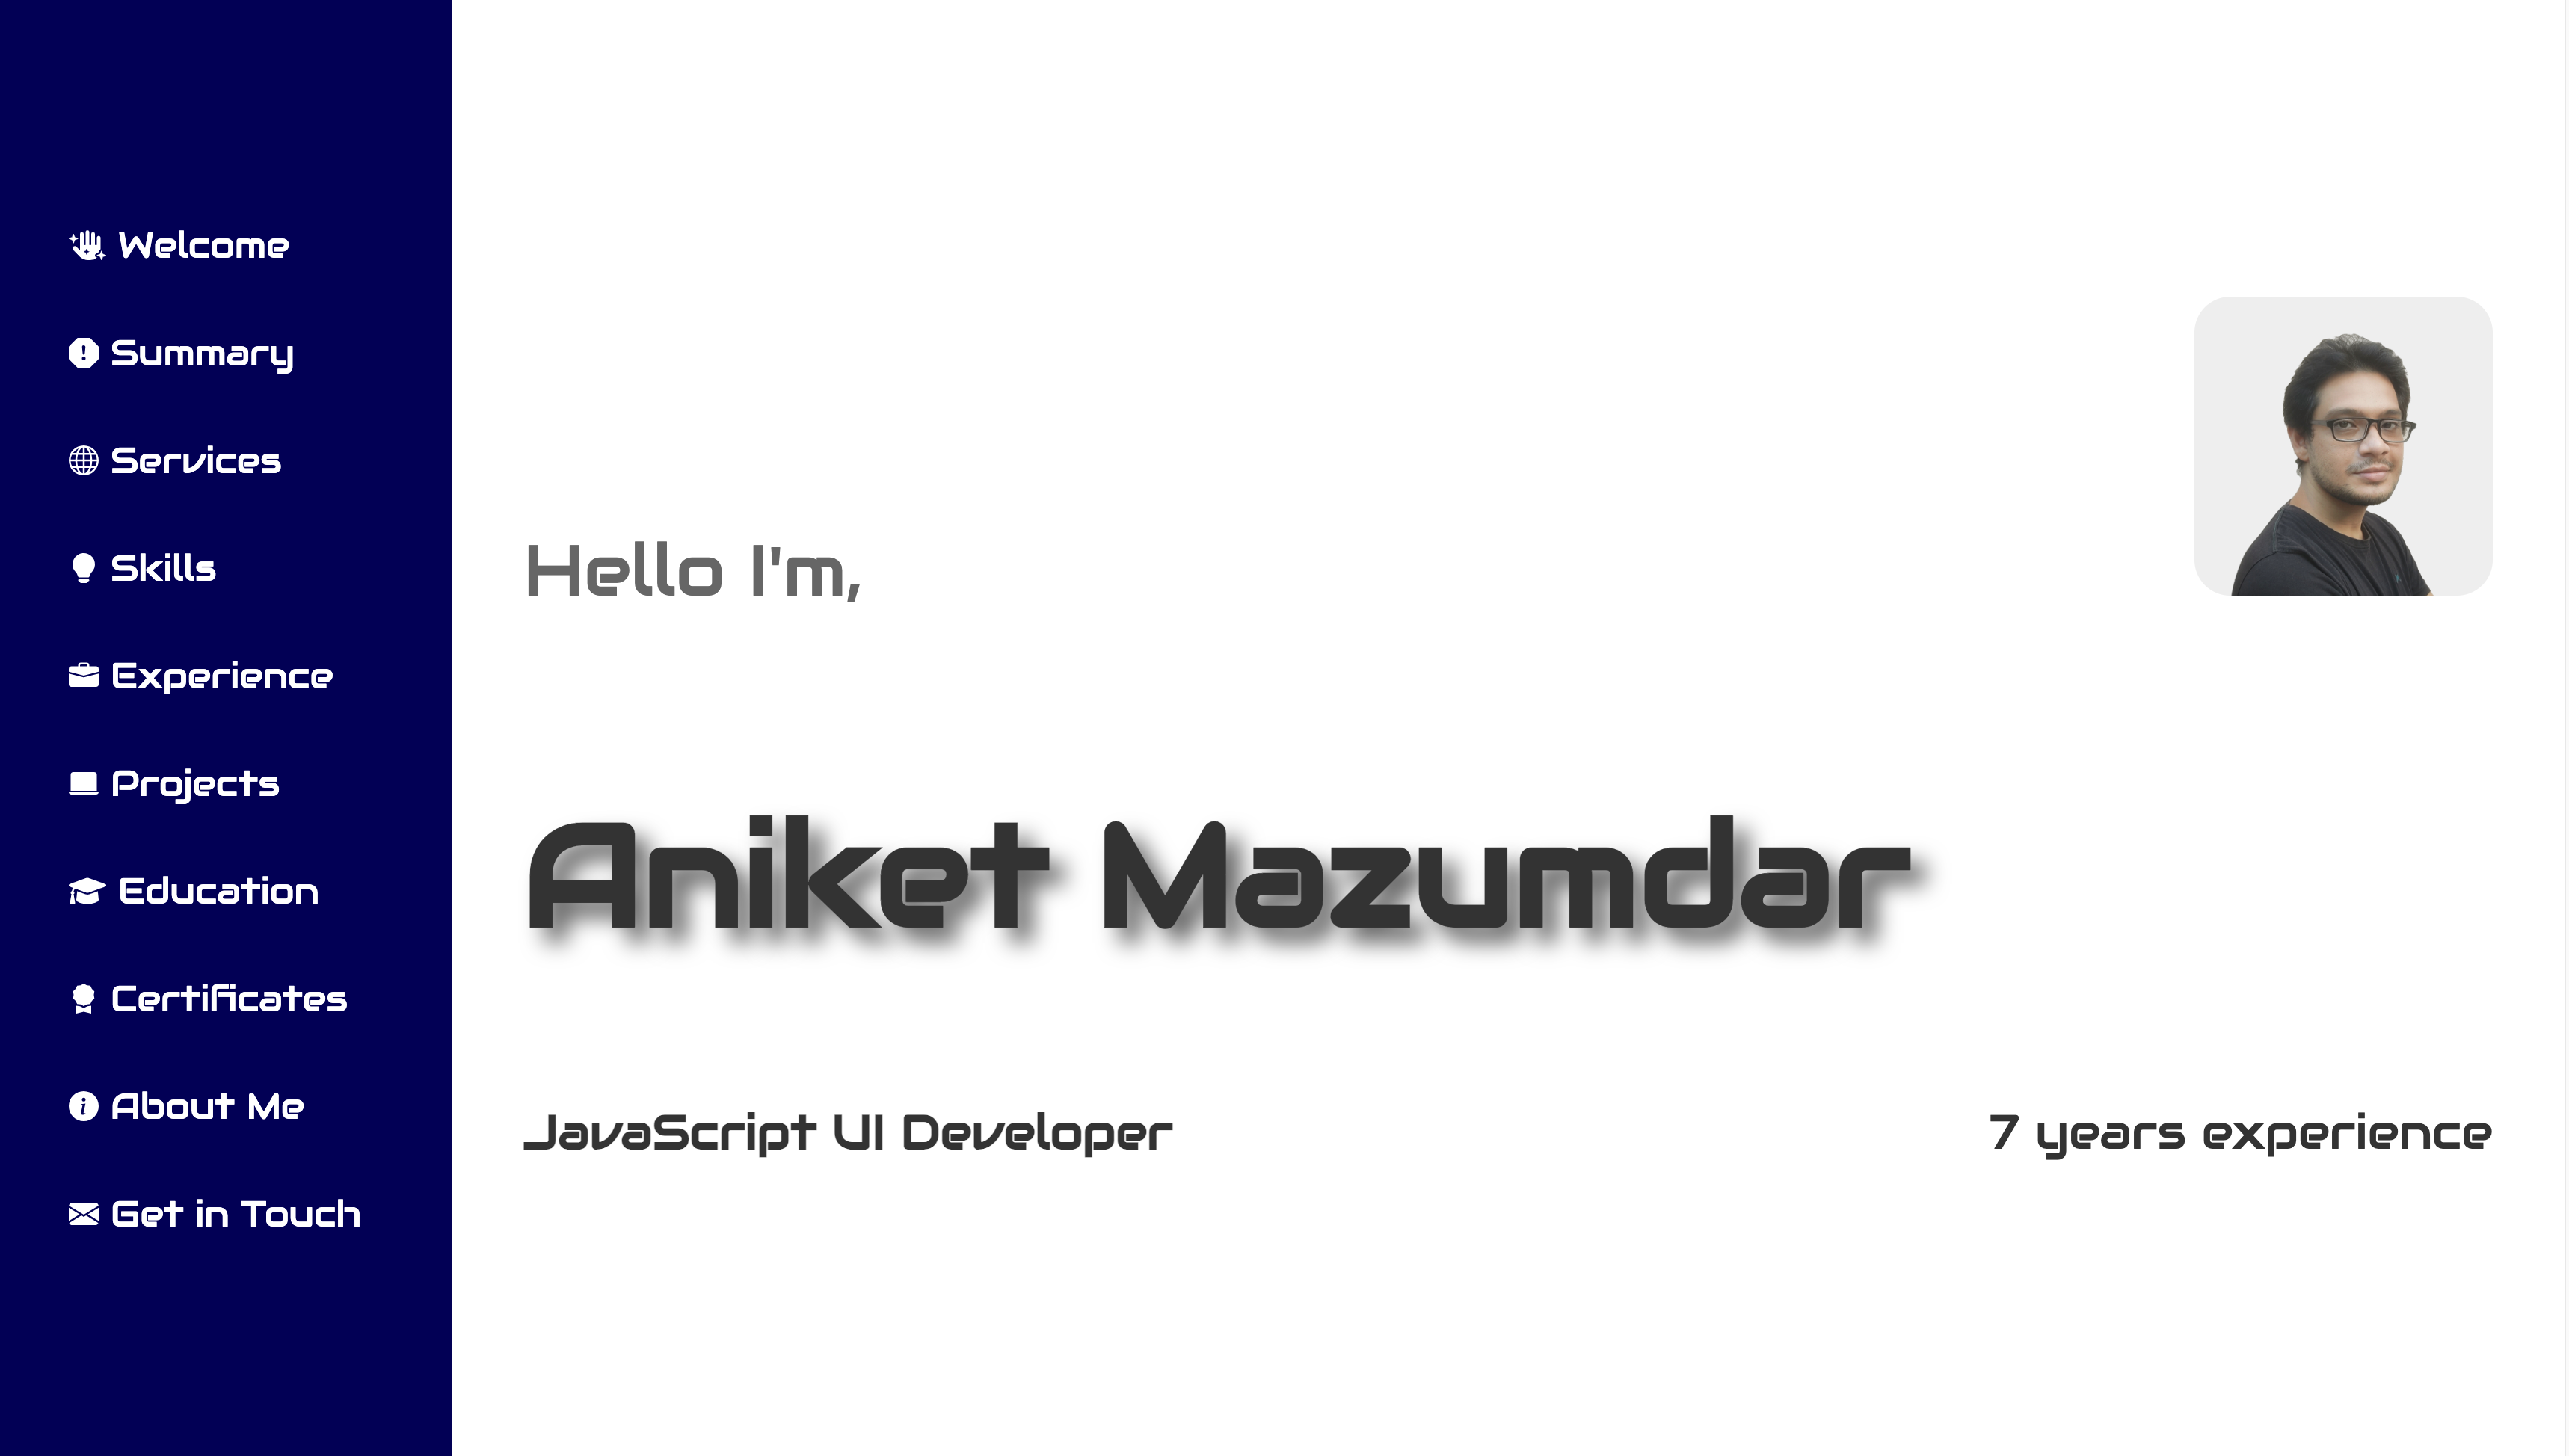 Welcome
Summary
Services
Skills
Experience
Projects
Education
Certificates
About Me
Get in Touch
Hello I'm,
Aniket Mazumdar
JavaScript UI Developer
7 years experience